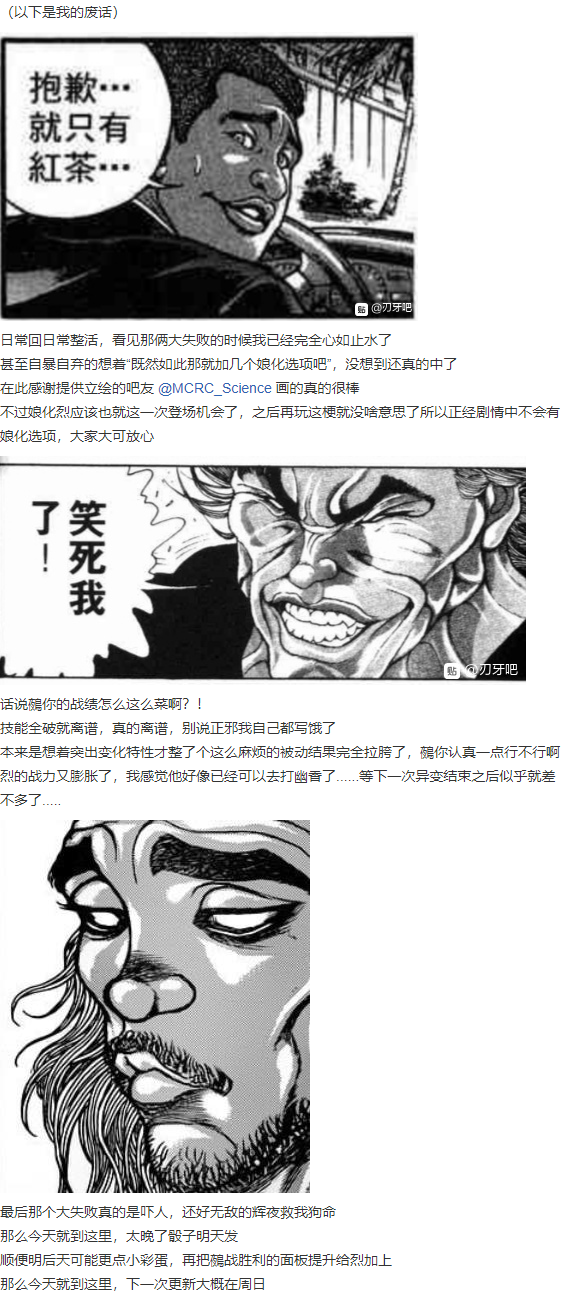 （以下是我的废话）
抱歉…
就只有
紅茶…
贴 @刃牙吧
日常回日常整活，看见那俩大失败的时候我已经完全心如止水了
甚至自暴自弃的想着“既然如此那就加几个娘化选项吧”，没想到还真的中了
在此感谢提供立绘的吧友 @MCRC_Science 画的真的很棒
不过娘化烈应该也就这一次登场机会了，之后再玩这梗就没啥意思了所以正经剧情中不会有
娘化选项，大家大可放心
笑死我
了！
贴 @刃牙吧
话说鵺你的战绩怎么这么菜啊？！
技能全破就离谱，真的离谱，别说正邪我自己都写饿了
本来是想着突出变化特性才整了个这么麻烦的被动结果完全拉胯了，鵺你认真一点行不行啊
烈的战力又膨胀了，我感觉他好像已经可以去打幽香了......等下一次异变结束之后似乎就差
不多了.....
最后那个大失败真的是吓人，还好无敌的辉夜救我狗命
那么今天就到这里，太晚了骰子明天发
顺便明后天可能更点小彩蛋，再把鵺战胜利的面板提升给烈加上
那么今天就到这里，下一次更新大概在周日